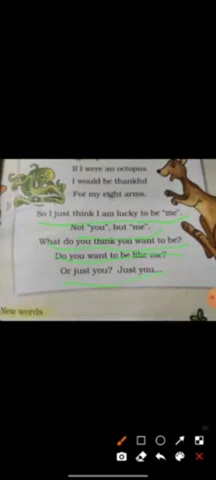 If I were an octopus
I would be thankful
For my eight arms.
So I just think I am lucky to be "me".
Not "you", but "me".
What do you think you want to be?
Do you want to be like me?
Or just you? Just you...
New words